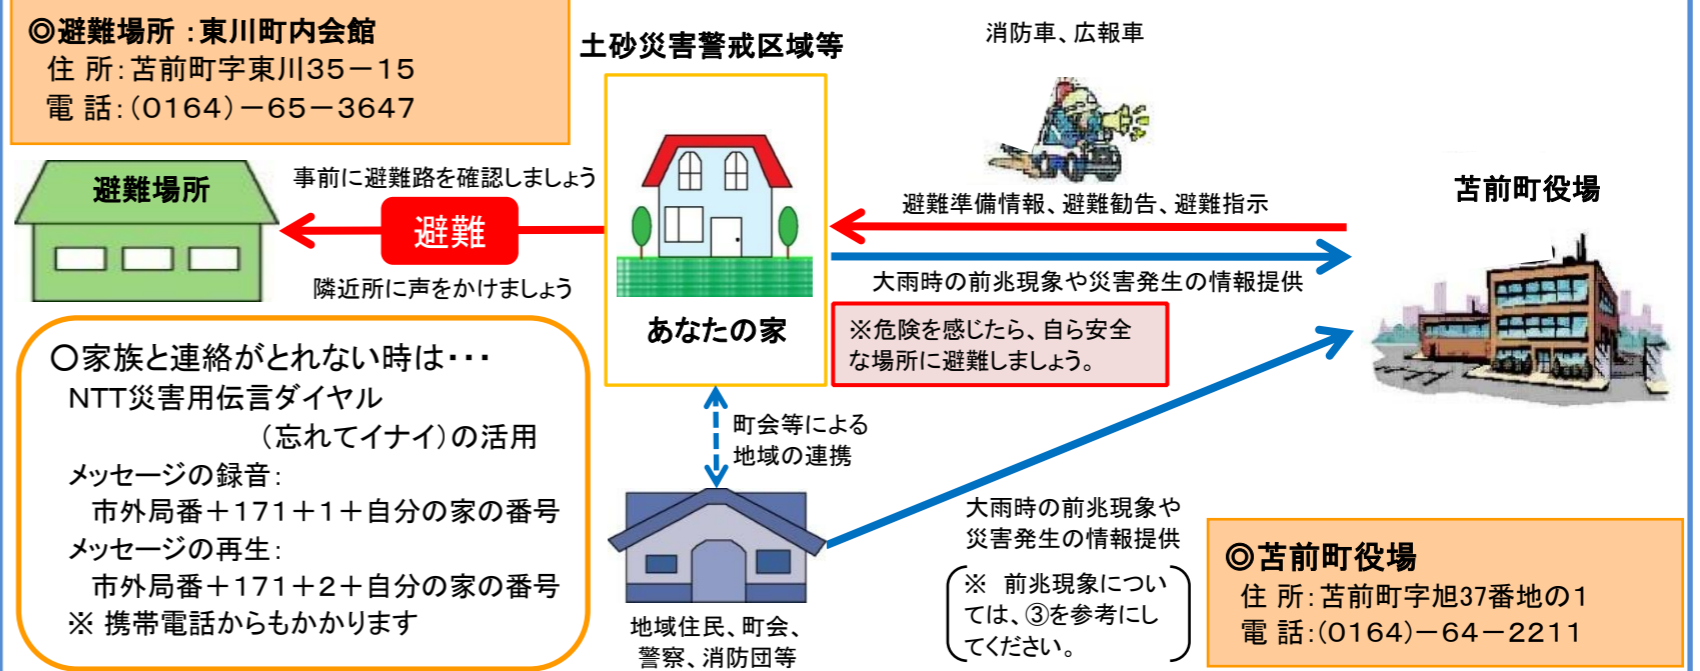 ◎避難場所：東川町内会館
住 所：苫前町字東川35－15
電 話：(0164)－65－3647
土砂災害警戒区域等
消防車、広報車
避難場所
事前に避難路を確認しましょう
避難
隣近所に声をかけましょう
避難準備情報、避難勧告、避難指示
大雨時の前兆現象や災害発生の情報提供
苫前町役場
あなたの家
※危険を感じたら、自ら安全
な場所に避難しましょう。
〇家族と連絡がとれない時は・・・
NTT災害用伝言ダイヤル
（忘れてイナイ）の活用
メッセージの録音：
市外局番＋171＋1＋自分の家の番号
メッセージの再生：
市外局番＋171＋2＋自分の家の番号
※ 携帯電話からもかかります
町会等による
地域の連携
地域住民、町会、
警察、消防団等
大雨時の前兆現象や
災害発生の情報提供
※ 前兆現象につい
ては、③を参考にし
てください。
◎苫前町役場
住 所：苫前町字旭37番地の1
電 話：(0164)－64－2211